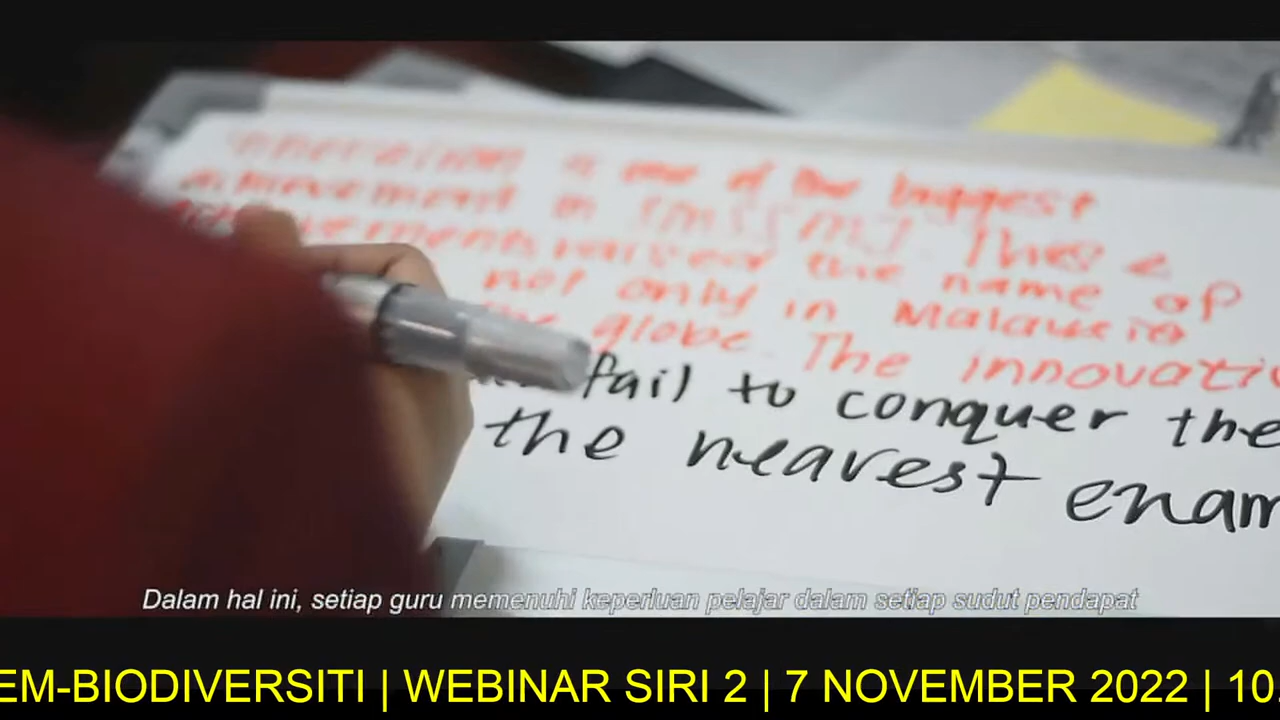 is one of the biggest
achievement in
achievements raised the name of
not only in Malaysia
the globe. The innovati
fail to conquer the
the nearest enam
Dalam hal ini, setiap guru memenuhi keperluan pelajar dalam setiap sudut pendapat
EM-BIODIVERSITI | WEBINAR SIRI 2 | 7 NOVEMBER 2022 | 10